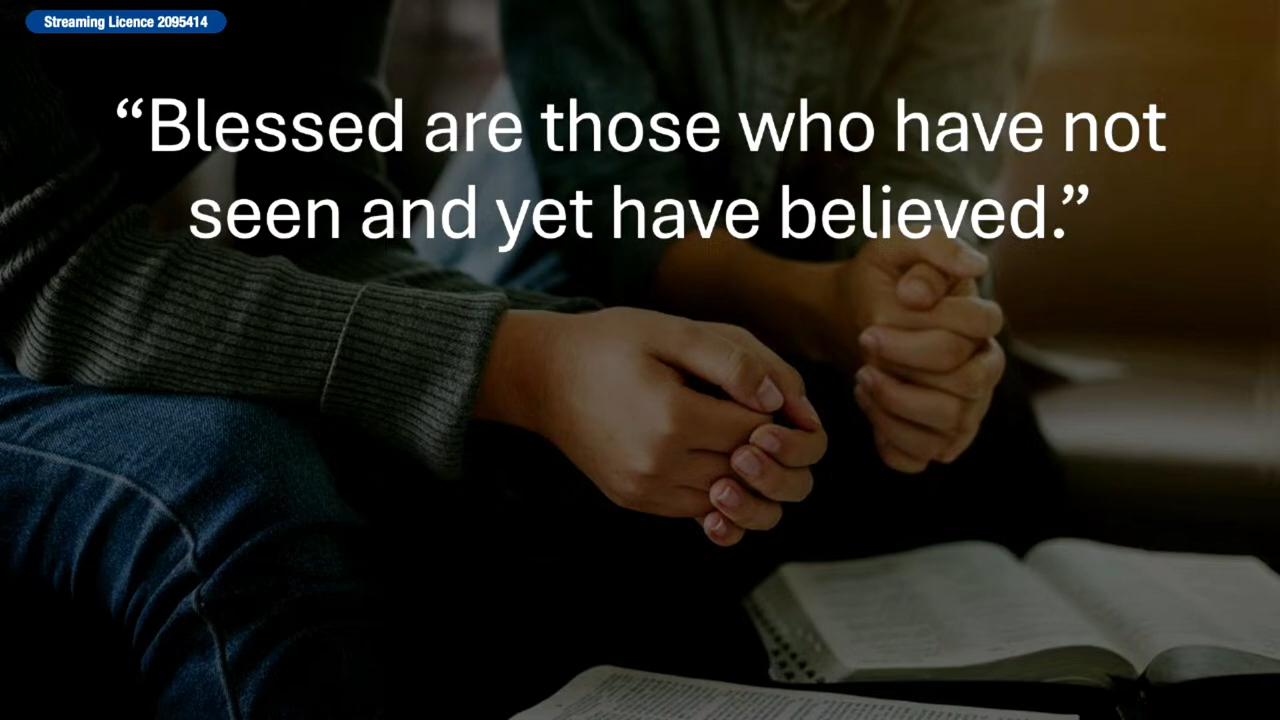 Streaming Licence 2095414
“Blessed are those who have not
seen and yet have believed.”